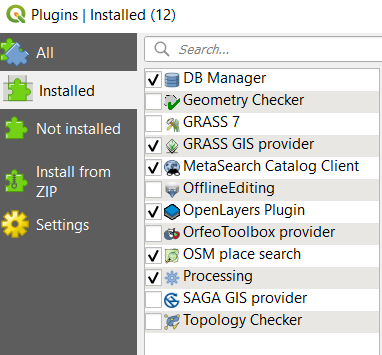 Plugins | Installed (12)
All
Installed
Not installed
Install from
ZIP
Settings
Search...
DB Manager
Geometry Checker
GRASS 7
GRASS GIS provider
MetaSearch Catalog Client
OfflineEditing
OpenLayers Plugin
OrfeoToolbox provider
OSM place search
Processing
SAGA GIS provider
Topology Checker